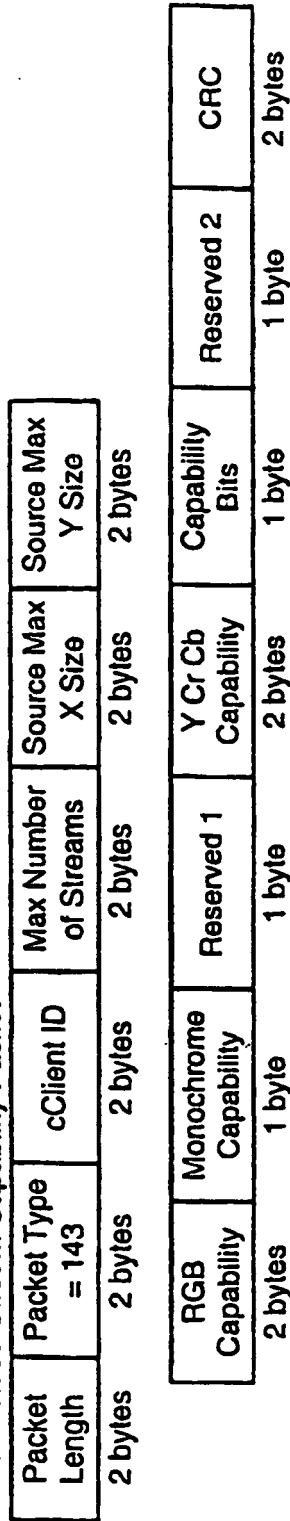 Capability Packet
Packet Length
Packet Type = 143
cClient ID
Max Number of Streams
Source Max X Size
Source Max Y Size
2 bytes
2 bytes
2 bytes
2 bytes
2 bytes
2 bytes
RGB Capability
Monochrome Capability
Reserved 1
Y Cr Cb Capability
Capability Bits
Reserved 2
CRC
2 bytes
1 byte
1 byte
2 bytes
1 byte
1 byte
2 bytes